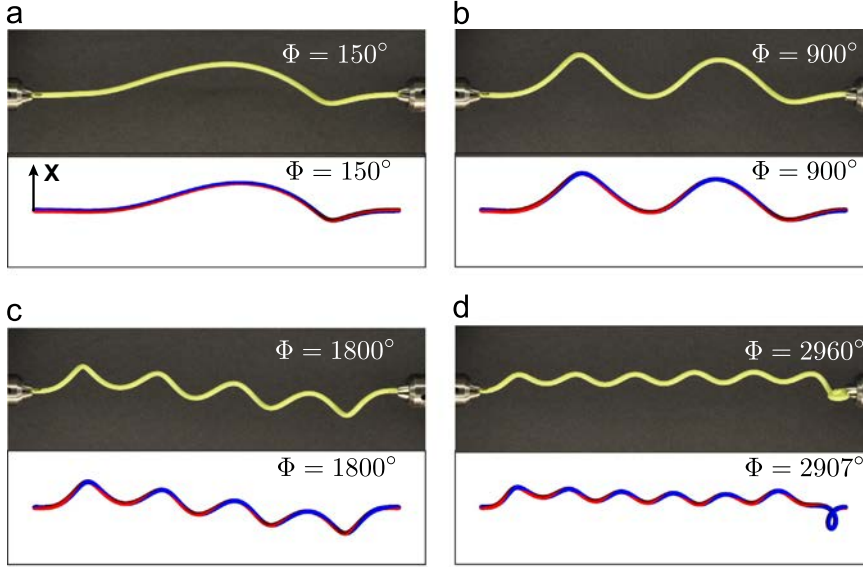 a
Φ = 150°
Φ = 150°
X
b
Φ = 900°
Φ = 900°
c
Φ = 1800°
Φ = 1800°
d
Φ = 2960°
Φ = 2907°